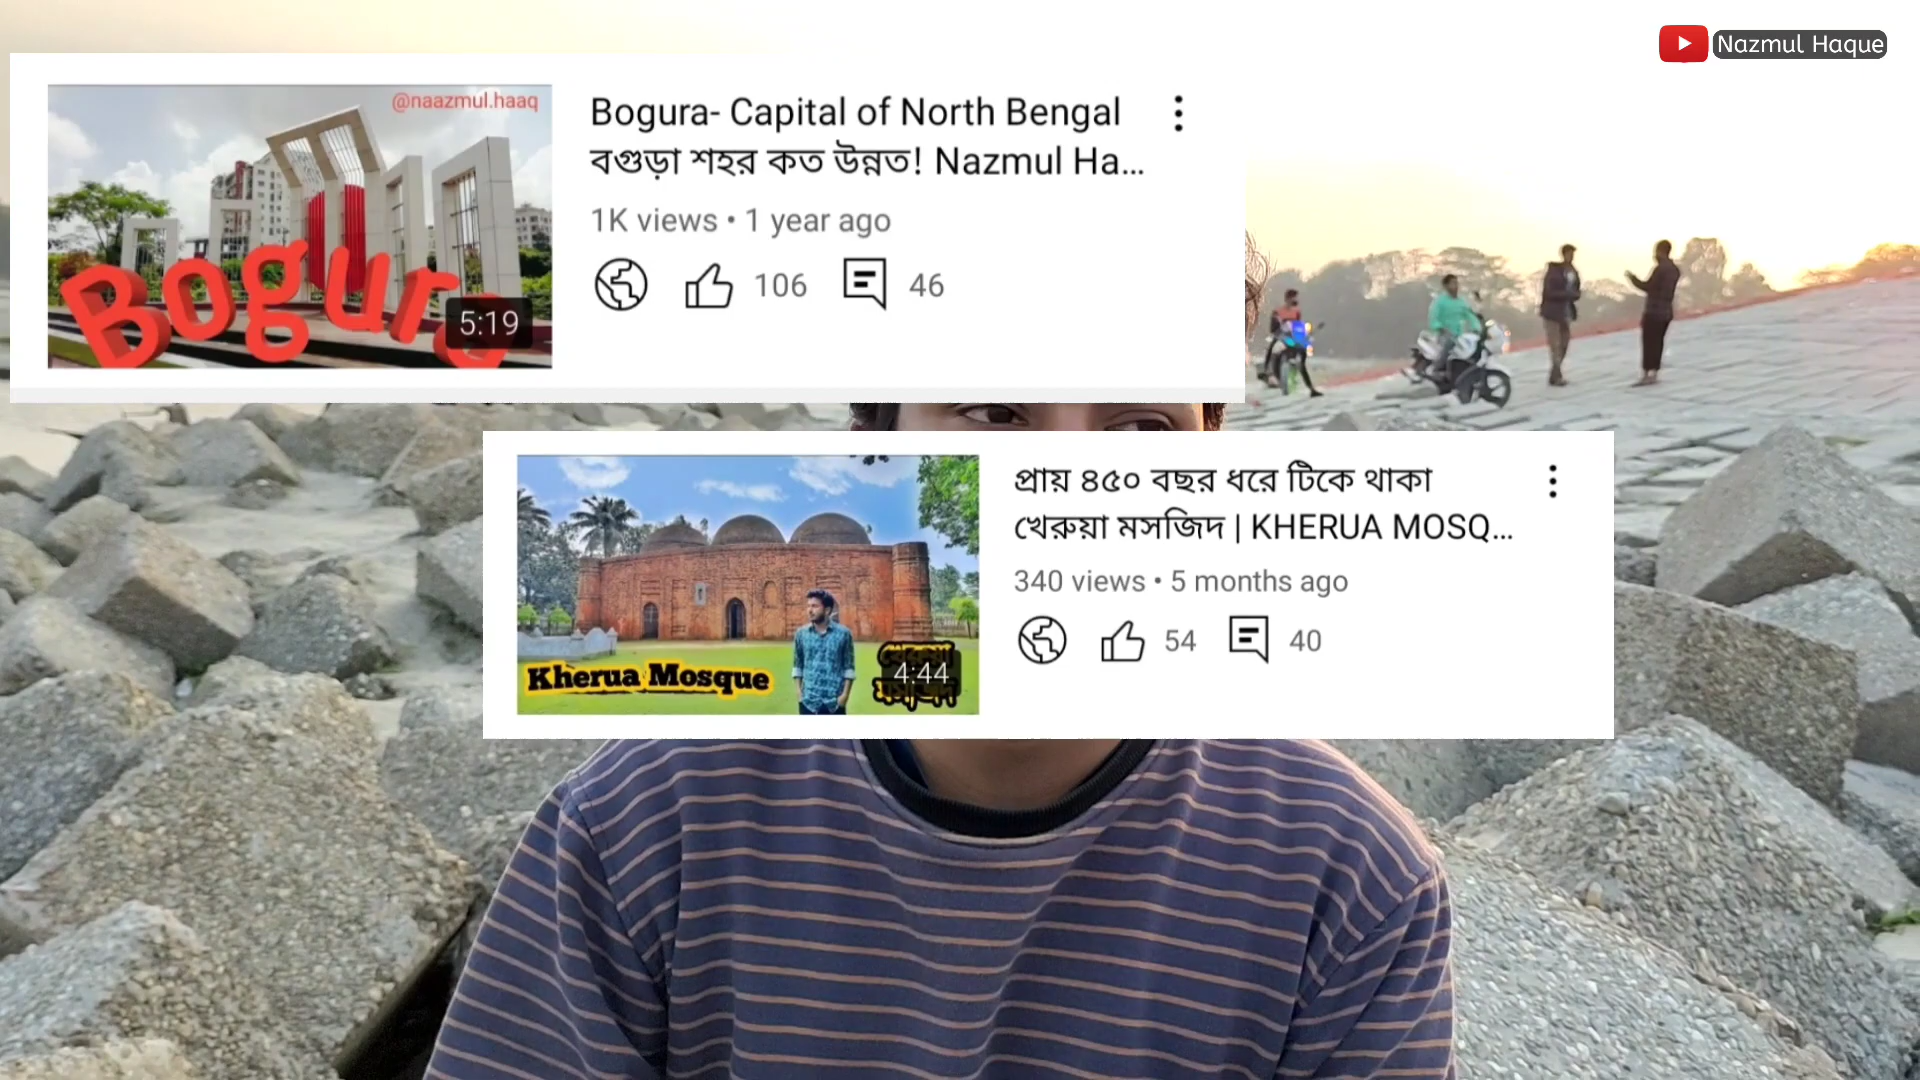 Nazmul Haque
@naazmul.haaq
Bogura
5:19
Bogura- Capital of North Bengal
বগুড়া শহর কত উন্নত! Nazmul Ha...
1K views • 1 year ago
106 46
Kherua Mosque
4:44
প্রায় ৪৫০ বছর ধরে টিকে থাকা
খেরুয়া মসজিদ | KHERUA MOSQ...
340 views • 5 months ago
54 40